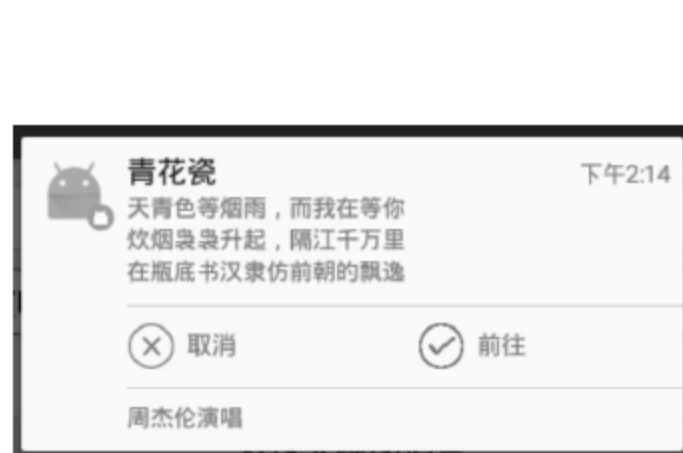 青花瓷
下午2:14
天青色等烟雨，而我在等你
炊烟袅袅升起，隔江千万里
在瓶底书汉隶仿前朝的飘逸
取消
前往
周杰伦演唱